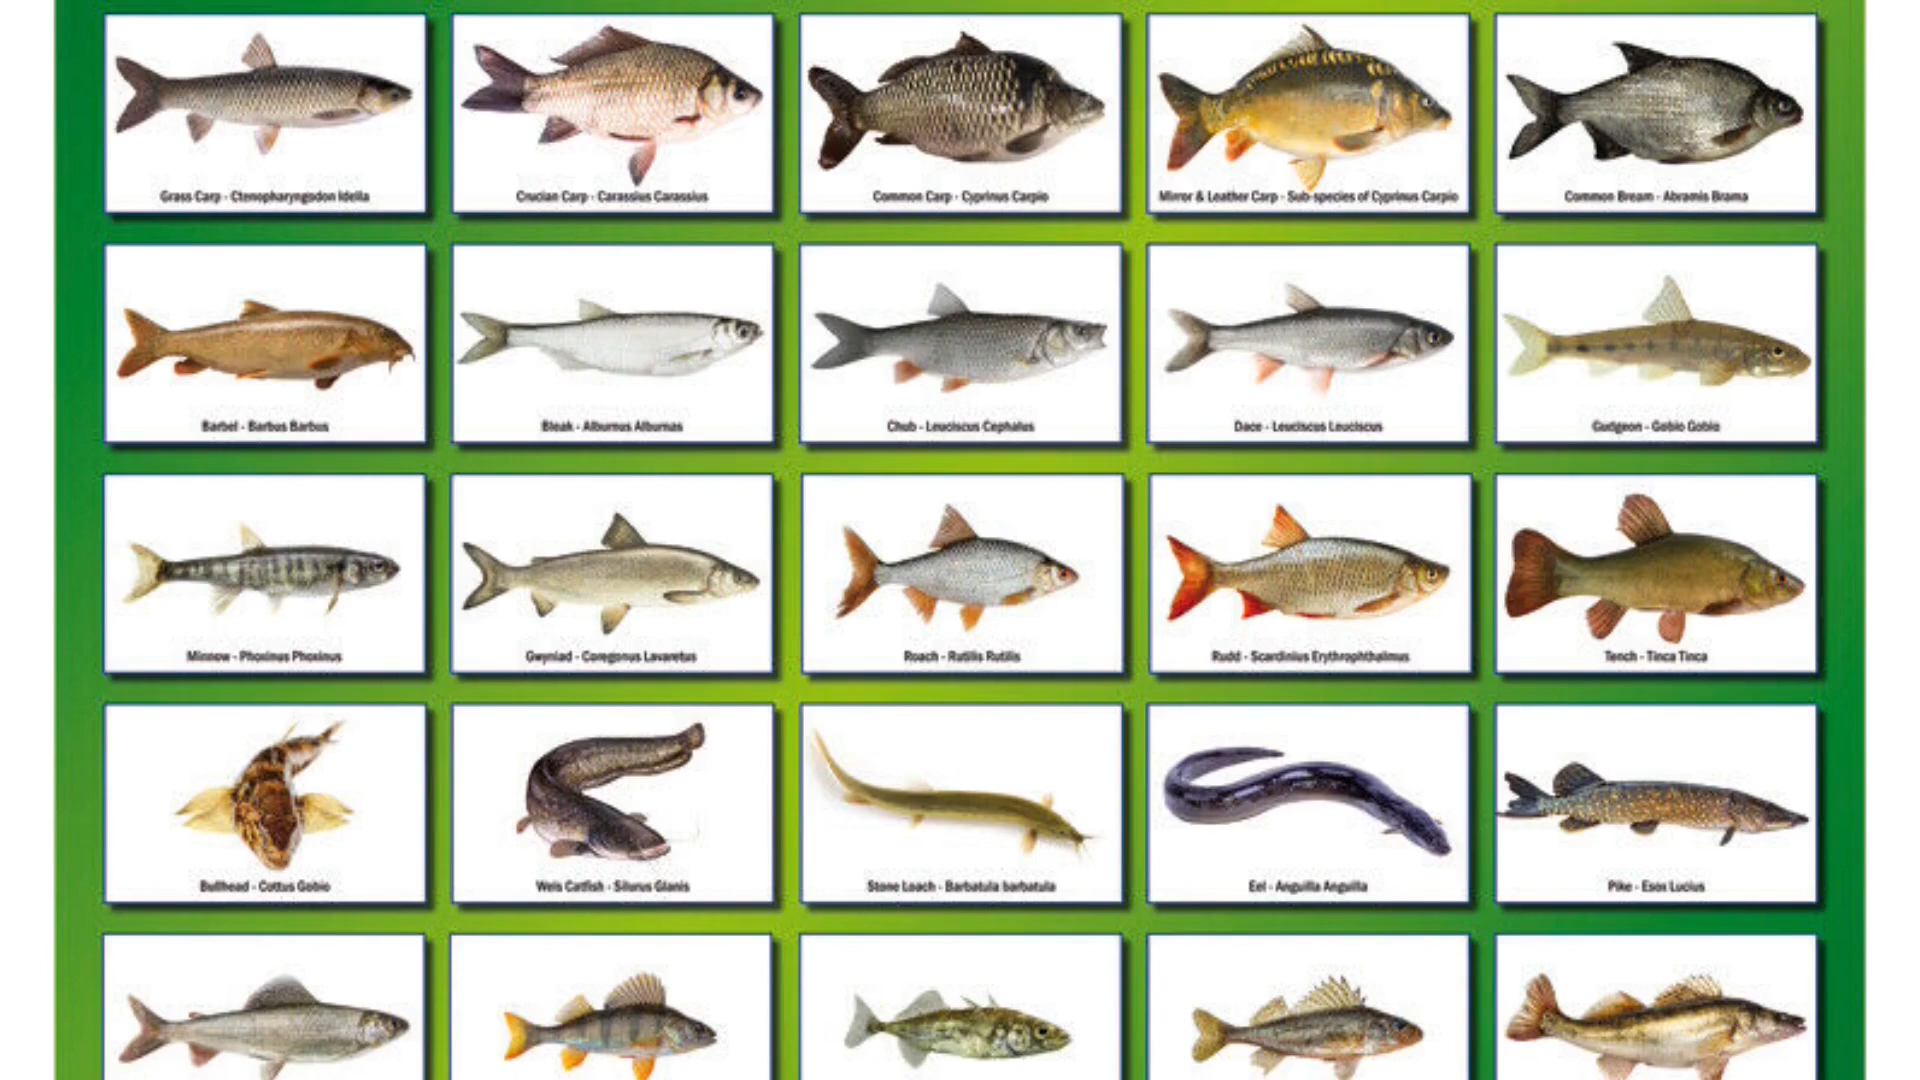 Grass Carp - Ctenopharyngodon Idella
Crucian Carp - Carassius Carassius
Common Carp - Cyprinus Carpio
Mirror & Leather Carp - Sub-species of Cyprinus Carpio
Common Bream - Abramis Brama
Barbel - Barbus Barbus
Bleak - Alburnus Alburnas
Chub - Leuciscus Cephalus
Dace - Leuciscus Leuciscus
Gudgeon - Gobio Gobio
Minnow - Phoxinus Phoxinus
Gwyniad - Coregonus Lavaretus
Roach - Rutilis Rutilis
Rudd - Scardinius Erythrophthalmus
Tench - Tinca Tinca
Bullhead - Cottus Gobio
Wels Catfish - Silurus Glanis
Stone Loach - Barbatula barbatula
Eel - Anguilla Anguilla
Pike - Esox Lucius